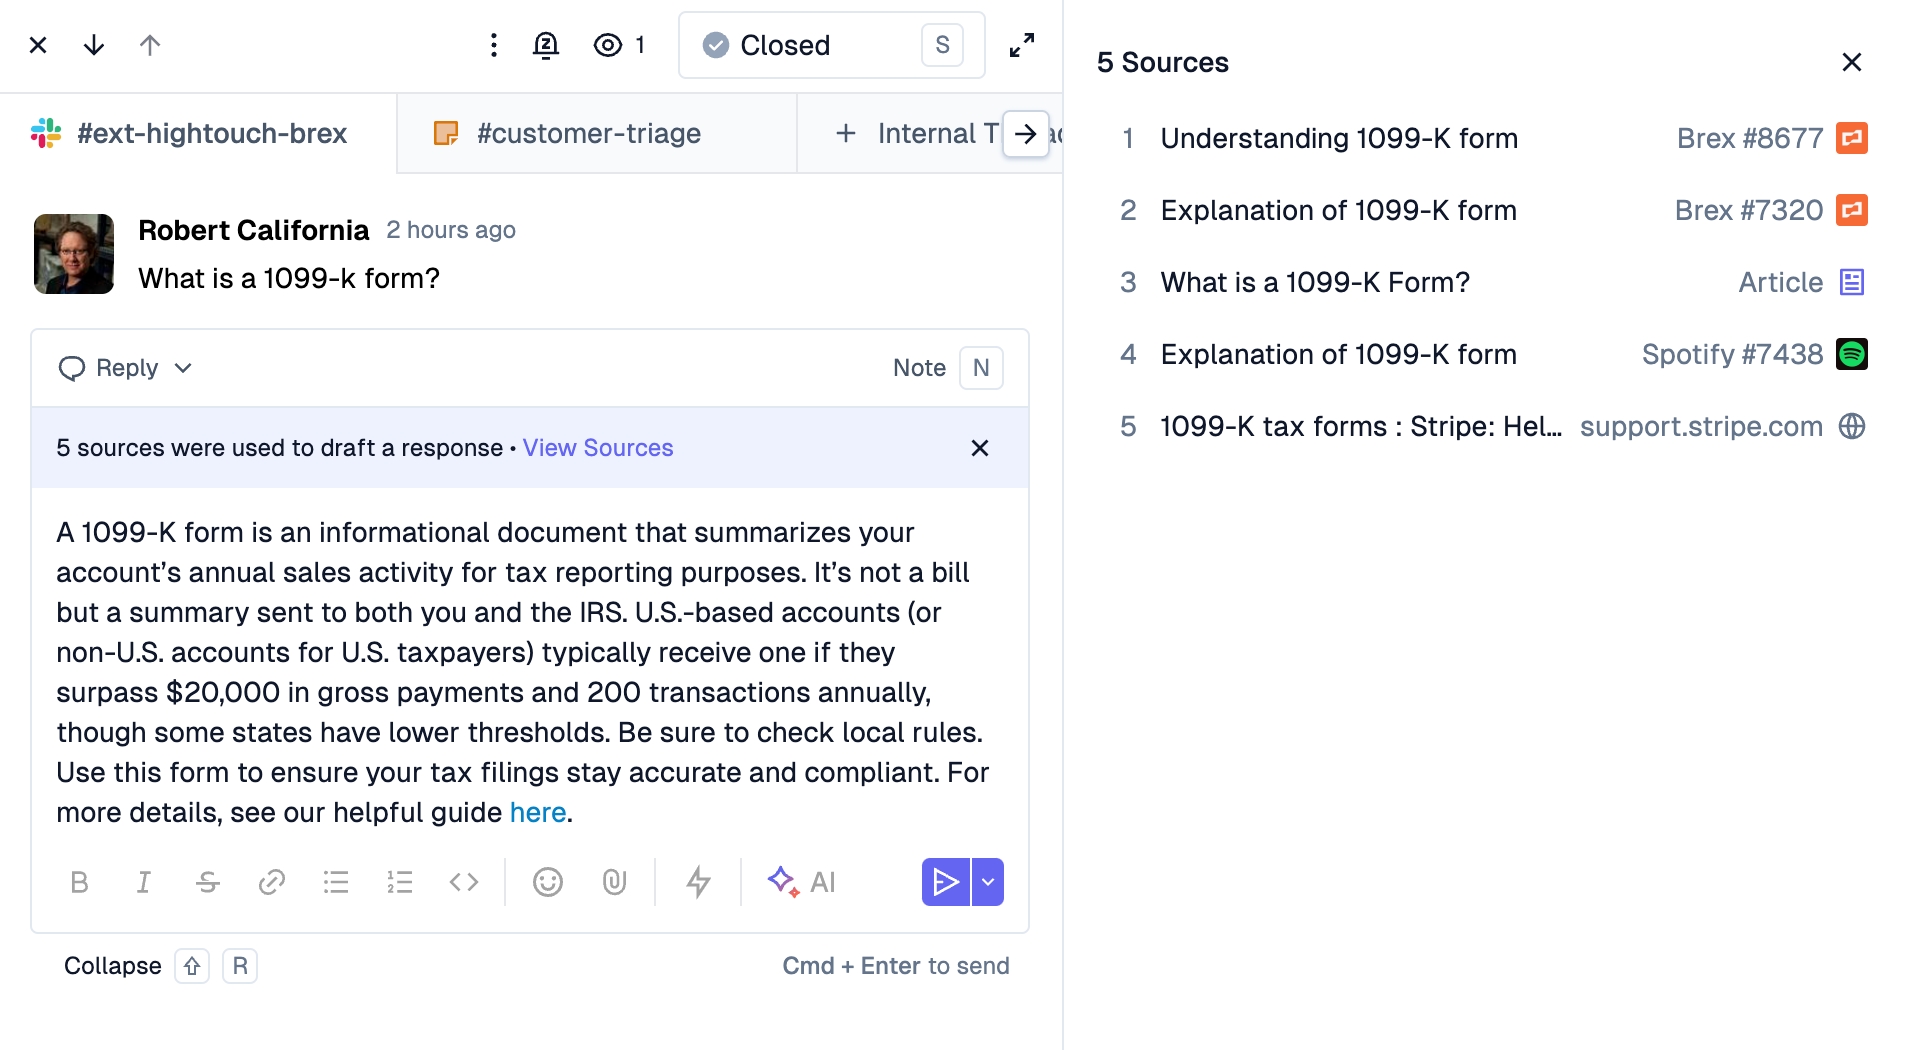 1
Closed
S
#ext-hightouch-brex
#customer-triage
+ Internal T
Robert California 2 hours ago
What is a 1099-k form?
Reply
Note N
5 sources were used to draft a response • View Sources
A 1099-K form is an informational document that summarizes your
account’s annual sales activity for tax reporting purposes. It’s not a bill
but a summary sent to both you and the IRS. U.S.-based accounts (or
non-U.S. accounts for U.S. taxpayers) typically receive one if they
surpass $20,000 in gross payments and 200 transactions annually,
though some states have lower thresholds. Be sure to check local rules.
Use this form to ensure your tax filings stay accurate and compliant. For
more details, see our helpful guide here.
AI
Collapse R
Cmd + Enter to send
5 Sources
1 Understanding 1099-K form Brex #8677
2 Explanation of 1099-K form Brex #7320
3 What is a 1099-K Form? Article
4 Explanation of 1099-K form Spotify #7438
5 1099-K tax forms : Stripe: Hel... support.stripe.com